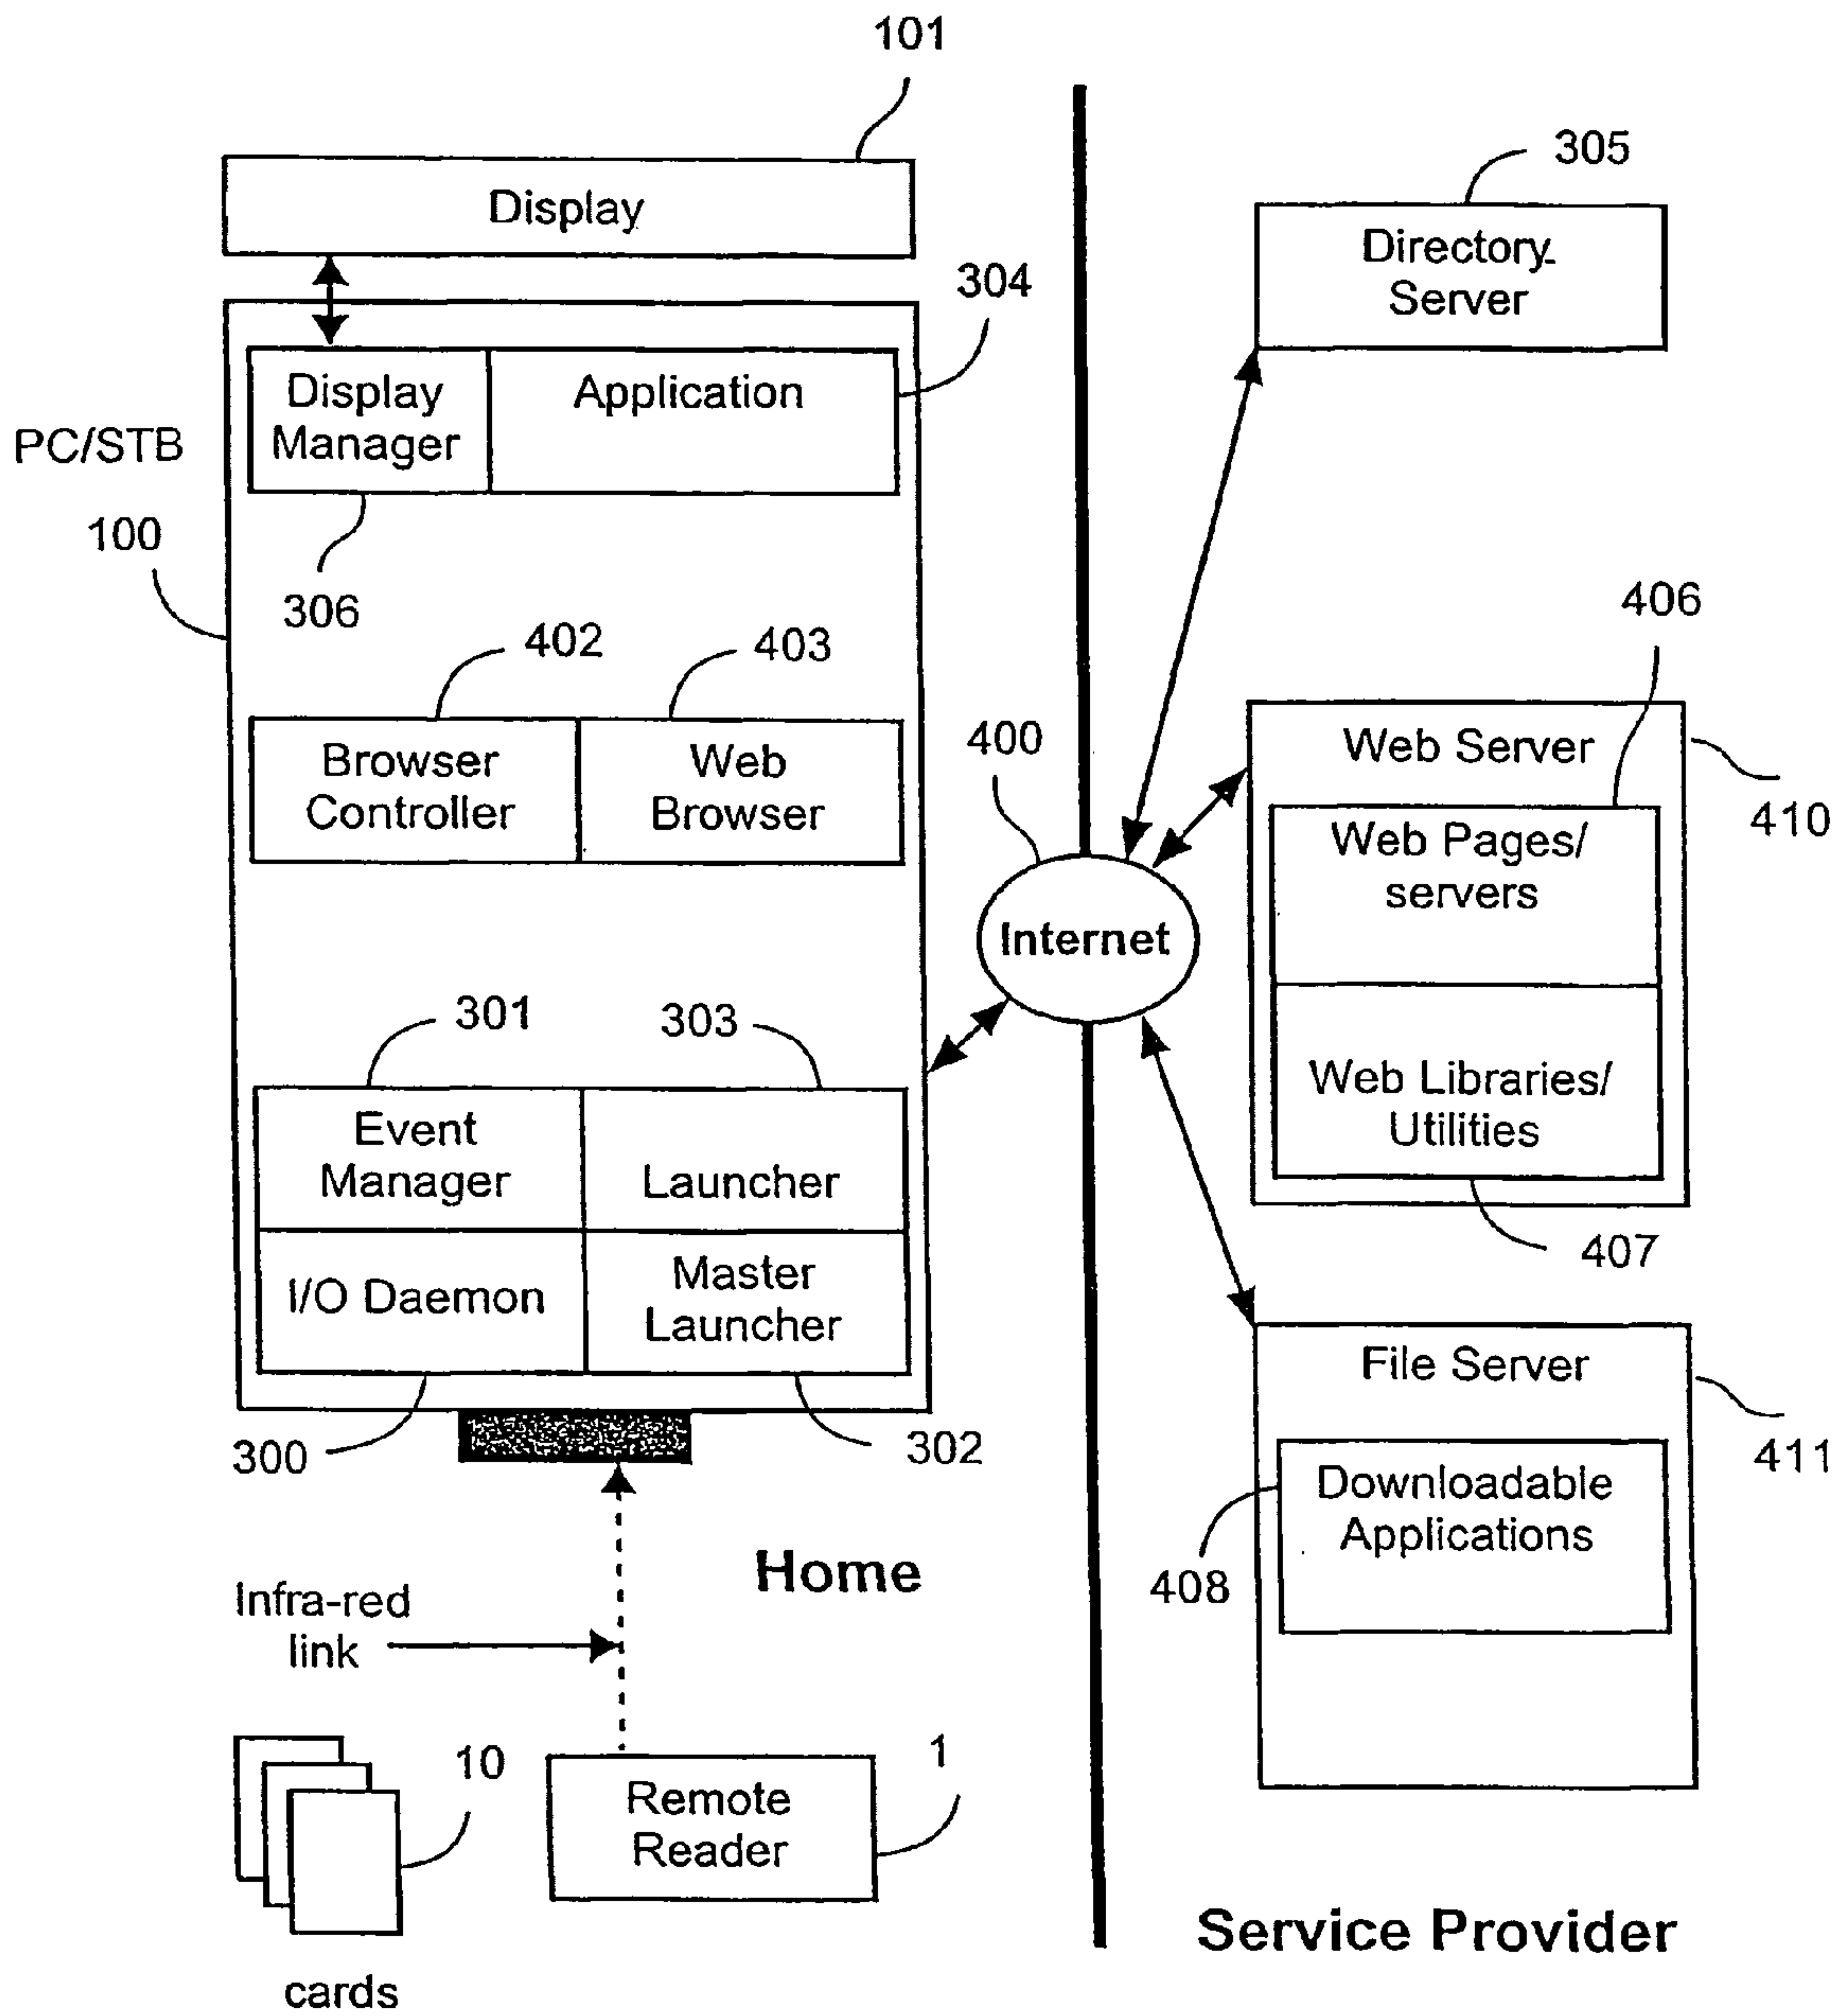 101
Display
305
Directory
Server
304
Display
Manager
Application
PC/STB
100
306
402
403
406
Browser
Controller
Web
Browser
400
Web Server
410
Web Pages/
servers
Internet
301
303
Event
Manager
Launcher
Web Libraries/
Utilities
407
I/O Daemon
Master
Launcher
300
302
File Server
411
Downloadable
Applications
408
Home
Infra-red
link
10
1
Remote
Reader
cards
Service Provider